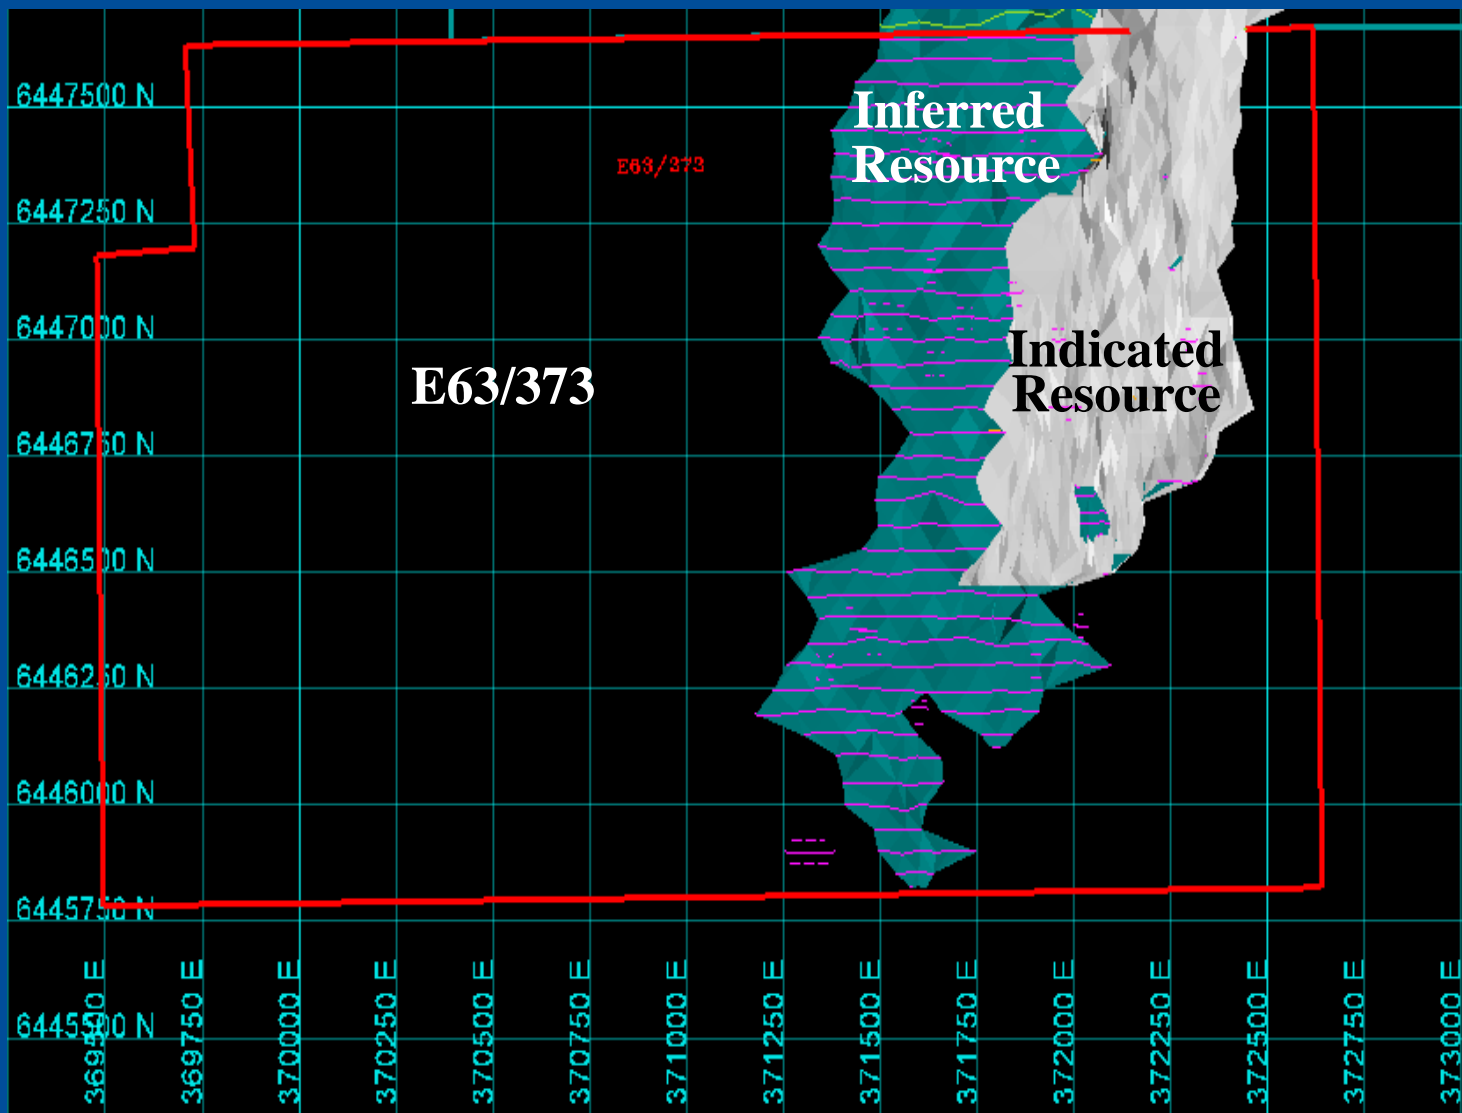 6447500 N
Inferred
Resource
E63/373
6447250 N
6447000 N
Indicated
Resource
E63/373
6446750 N
6446500 N
6446250 N
6446000 N
6445750 N
6445500 N
369500 E
369750 E
370000 E
370250 E
370500 E
370750 E
371000 E
371250 E
371500 E
371750 E
372000 E
372250 E
372500 E
372750 E
373000 E